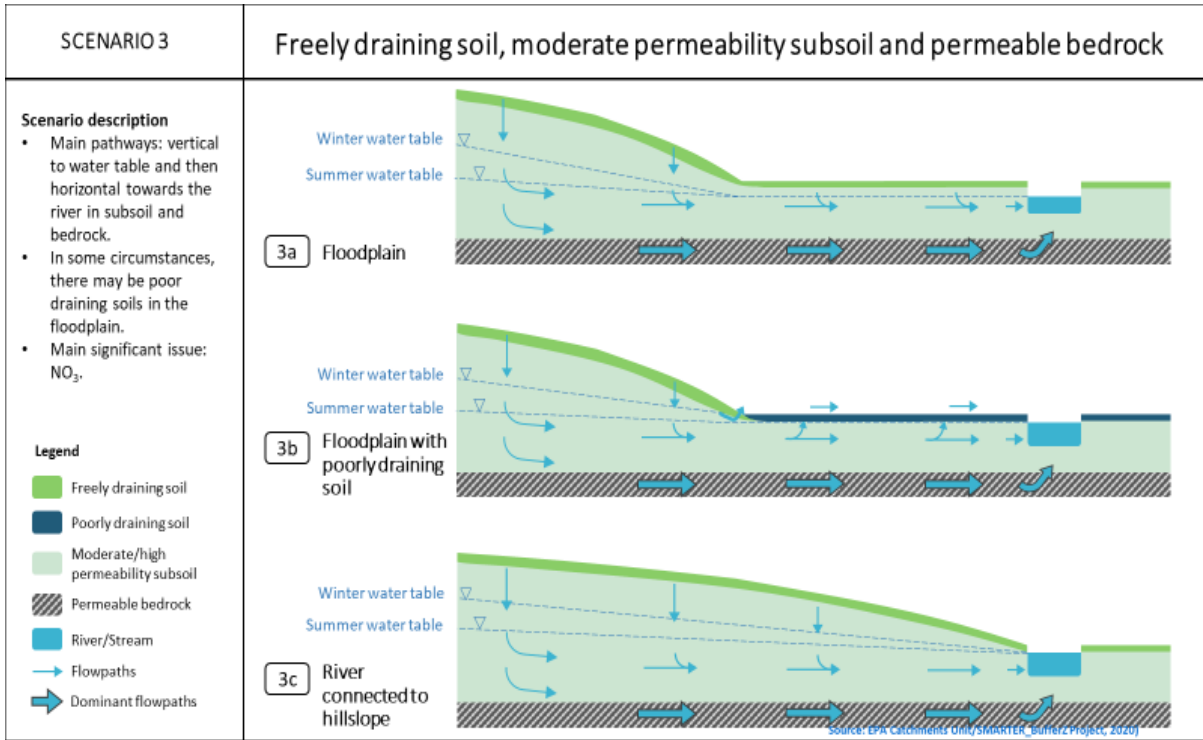 SCENARIO 3
Freely draining soil, moderate permeability subsoil and permeable bedrock
Scenario description
• Main pathways: vertical
to water table and then
horizontal towards the
river in subsoil and
bedrock.
• In some circumstances,
there may be poor
draining soils in the
floodplain.
• Main significant issue:
NO3.
Legend
Freely draining soil
Poorly draining soil
Moderate/high
permeability subsoil
Permeable bedrock
River/Stream
Flowpaths
Dominant flowpaths
Winter water table
Summer water table
3a Floodplain
Winter water table
Summer water table
3b Floodplain with
poorly draining
soil
Winter water table
Summer water table
3c River
connected to
hillslope
Source: EPA Catchments Unit/SMARTER_BufferZ Project, 2020)